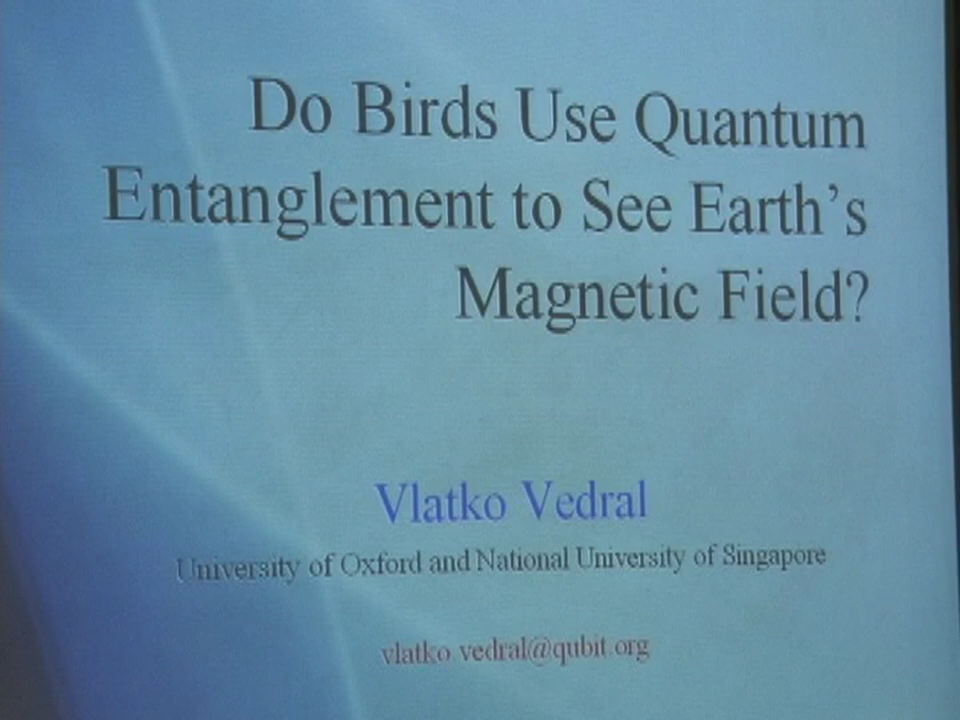 Do Birds Use Quantum
Entanglement to See Earth's
Magnetic Field?
Vlatko Vedral
University of Oxford and National University of Singapore
vlatko.vedral@qubit.org